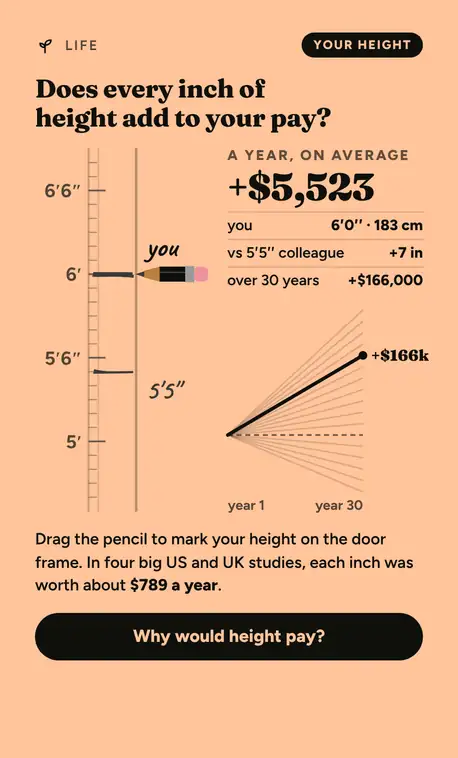 LIFE
YOUR HEIGHT
Does every inch of
height add to your pay?
A YEAR, ON AVERAGE
+$5,523
you 6′0″ · 183 cm
vs 5′5″ colleague +7 in
over 30 years +$166,000
6′6″
you
6′
5′6″
5′5″
5′
+$166k
year 1 year 30
Drag the pencil to mark your height on the door
frame. In four big US and UK studies, each inch was
worth about $789 a year.
Why would height pay?